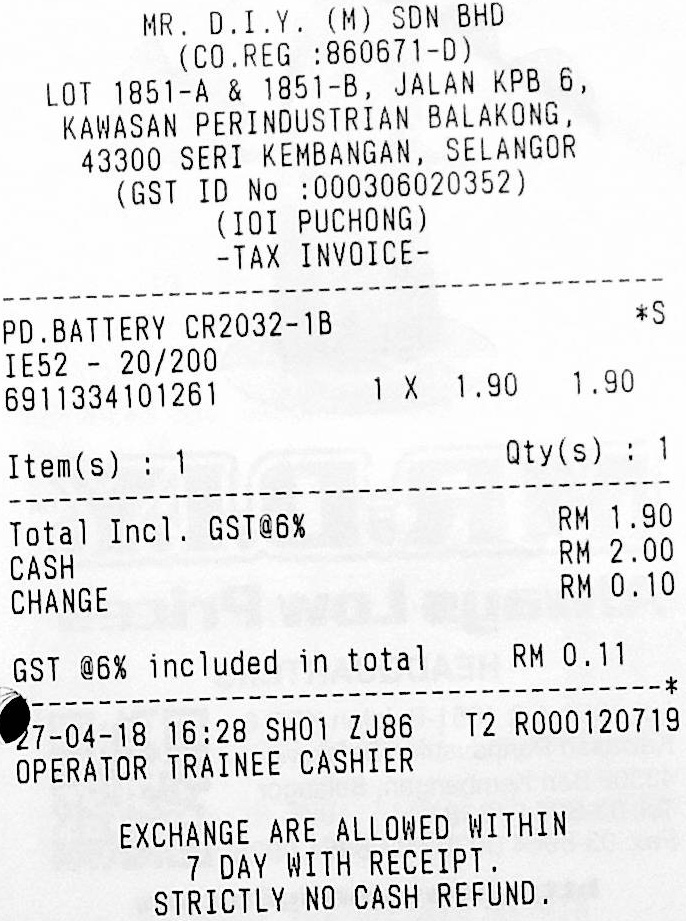 MR. D.I.Y. (M) SDN BHD
(CO.REG :860671-D)
LOT 1851-A & 1851-B, JALAN KPB 6,
KAWASAN PERINDUSTRIAN BALAKONG,
43300 SERI KEMBANGAN, SELANGOR
(GST ID No :000306020352)
(IOI PUCHONG)
-TAX INVOICE-
PD.BATTERY CR2032-1B *S
IE52 - 20/200
69113341​01261 1 X 1.90 1.90
Item(s) : 1 Qty(s) : 1
Total Incl. GST@6% RM 1.90
CASH RM 2.00
CHANGE RM 0.10
GST @6% included in total RM 0.11
27-04-18 16:28 SH01 ZJ86 T2 R000120719
OPERATOR TRAINEE CASHIER
EXCHANGE ARE ALLOWED WITHIN
7 DAY WITH RECEIPT.
STRICTLY NO CASH REFUND.